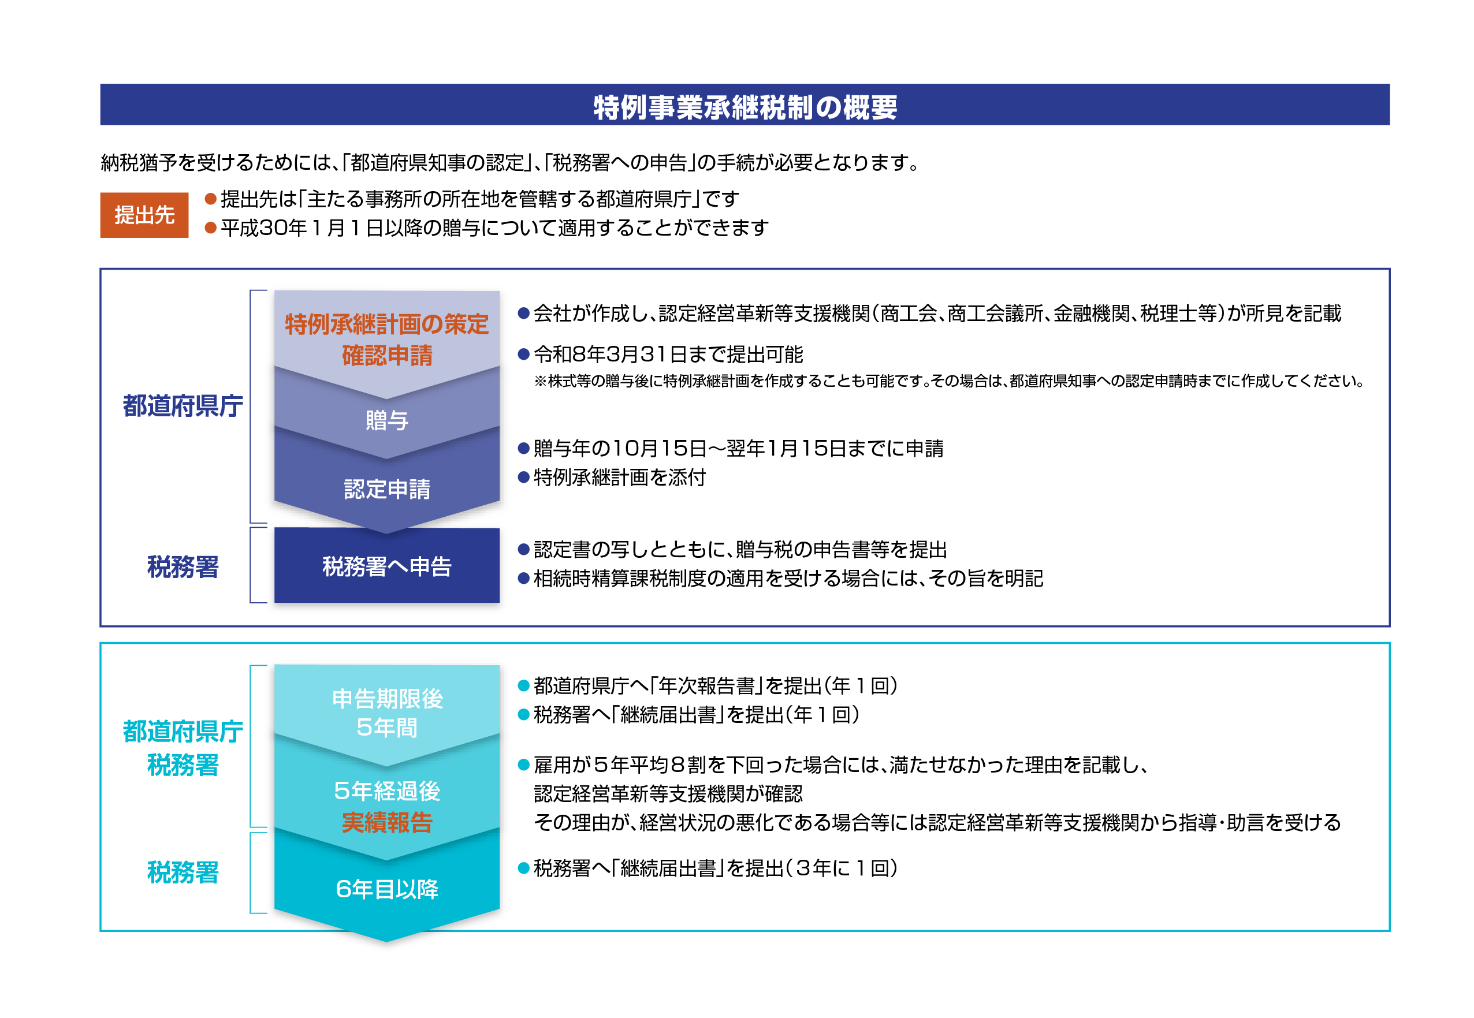 特例事業承継税制の概要
納税猶予を受けるためには、「都道府県知事の認定」、「税務署への申告」の手続が必要となります。
提出先
●提出先は「主たる事務所の所在地を管轄する都道府県庁」です
●平成30年１月１日以降の贈与について適用することができます
都道府県庁
特例承継計画の策定
確認申請
●会社が作成し、認定経営革新等支援機関（商工会、商工会議所、金融機関、税理士等）が所見を記載
●令和8年3月31日まで提出可能
※株式等の贈与後に特例承継計画を作成することも可能です。その場合は、都道府県知事への認定申請時までに作成してください。
贈与
認定申請
●贈与年の10月15日～翌年1月15日までに申請
●特例承継計画を添付
税務署
税務署へ申告
●認定書の写しとともに、贈与税の申告書等を提出
●相続時精算課税制度の適用を受ける場合には、その旨を明記
都道府県庁
税務署
申告期限後
5年間
●都道府県庁へ「年次報告書」を提出（年１回）
●税務署へ「継続届出書」を提出（年１回）
5年経過後
実績報告
●雇用が５年平均８割を下回った場合には、満たせなかった理由を記載し、
認定経営革新等支援機関が確認
その理由が、経営状況の悪化である場合等には認定経営革新等支援機関から指導・助言を受ける
税務署
6年目以降
●税務署へ「継続届出書」を提出（３年に１回）